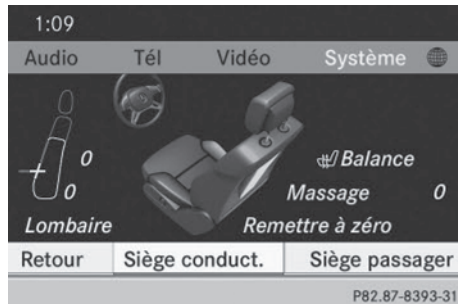 1:09
Audio Tél Vidéo Système
0 Balance
0 Massage 0
Lombaire Remettre à zéro
Retour Siège conduct. Siège passager
P82.87-8393-31